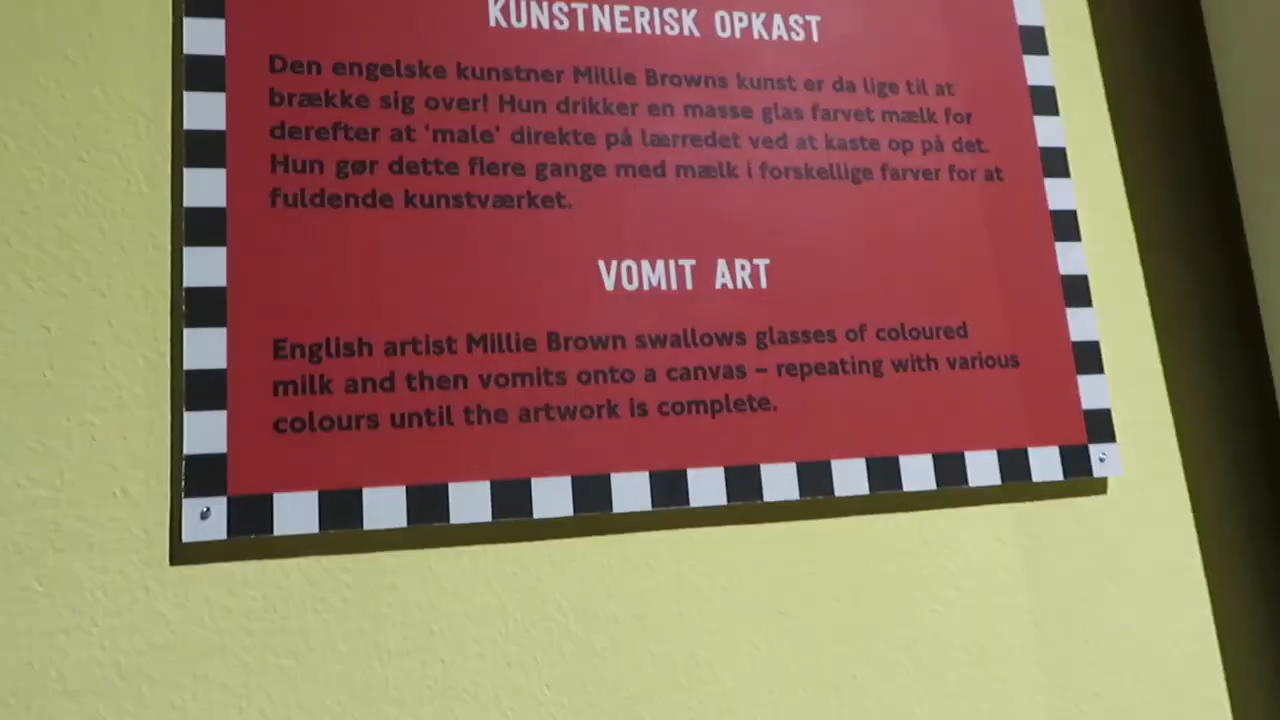 KUNSTNERISK OPKAST
Den engelske kunstner Millie Browns kunst er da lige til at
brække sig over! Hun drikker en masse glas farvet mælk for
derefter at ‘male’ direkte på lærredet ved at kaste op på det.
Hun gør dette flere gange med mælk i forskellige farver for at
fuldende kunstværket.
VOMIT ART
English artist Millie Brown swallows glasses of coloured
milk and then vomits onto a canvas – repeating with various
colours until the artwork is complete.